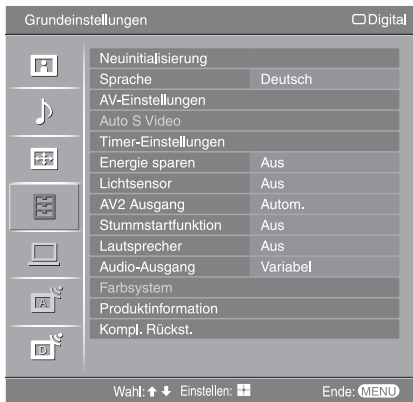 Grundeinstellungen Digital
Neuinitialisierung
Sprache Deutsch
AV-Einstellungen
Auto S Video
Timer-Einstellungen
Energie sparen Aus
Lichtsensor Aus
AV2 Ausgang Autom.
Stummstartfunktion Aus
Lautsprecher Aus
Audio-Ausgang Variabel
Farbsystem
A
Produktinformation
Kompl. Rückst.
D
Wahl: Einstellen: Ende: MENU